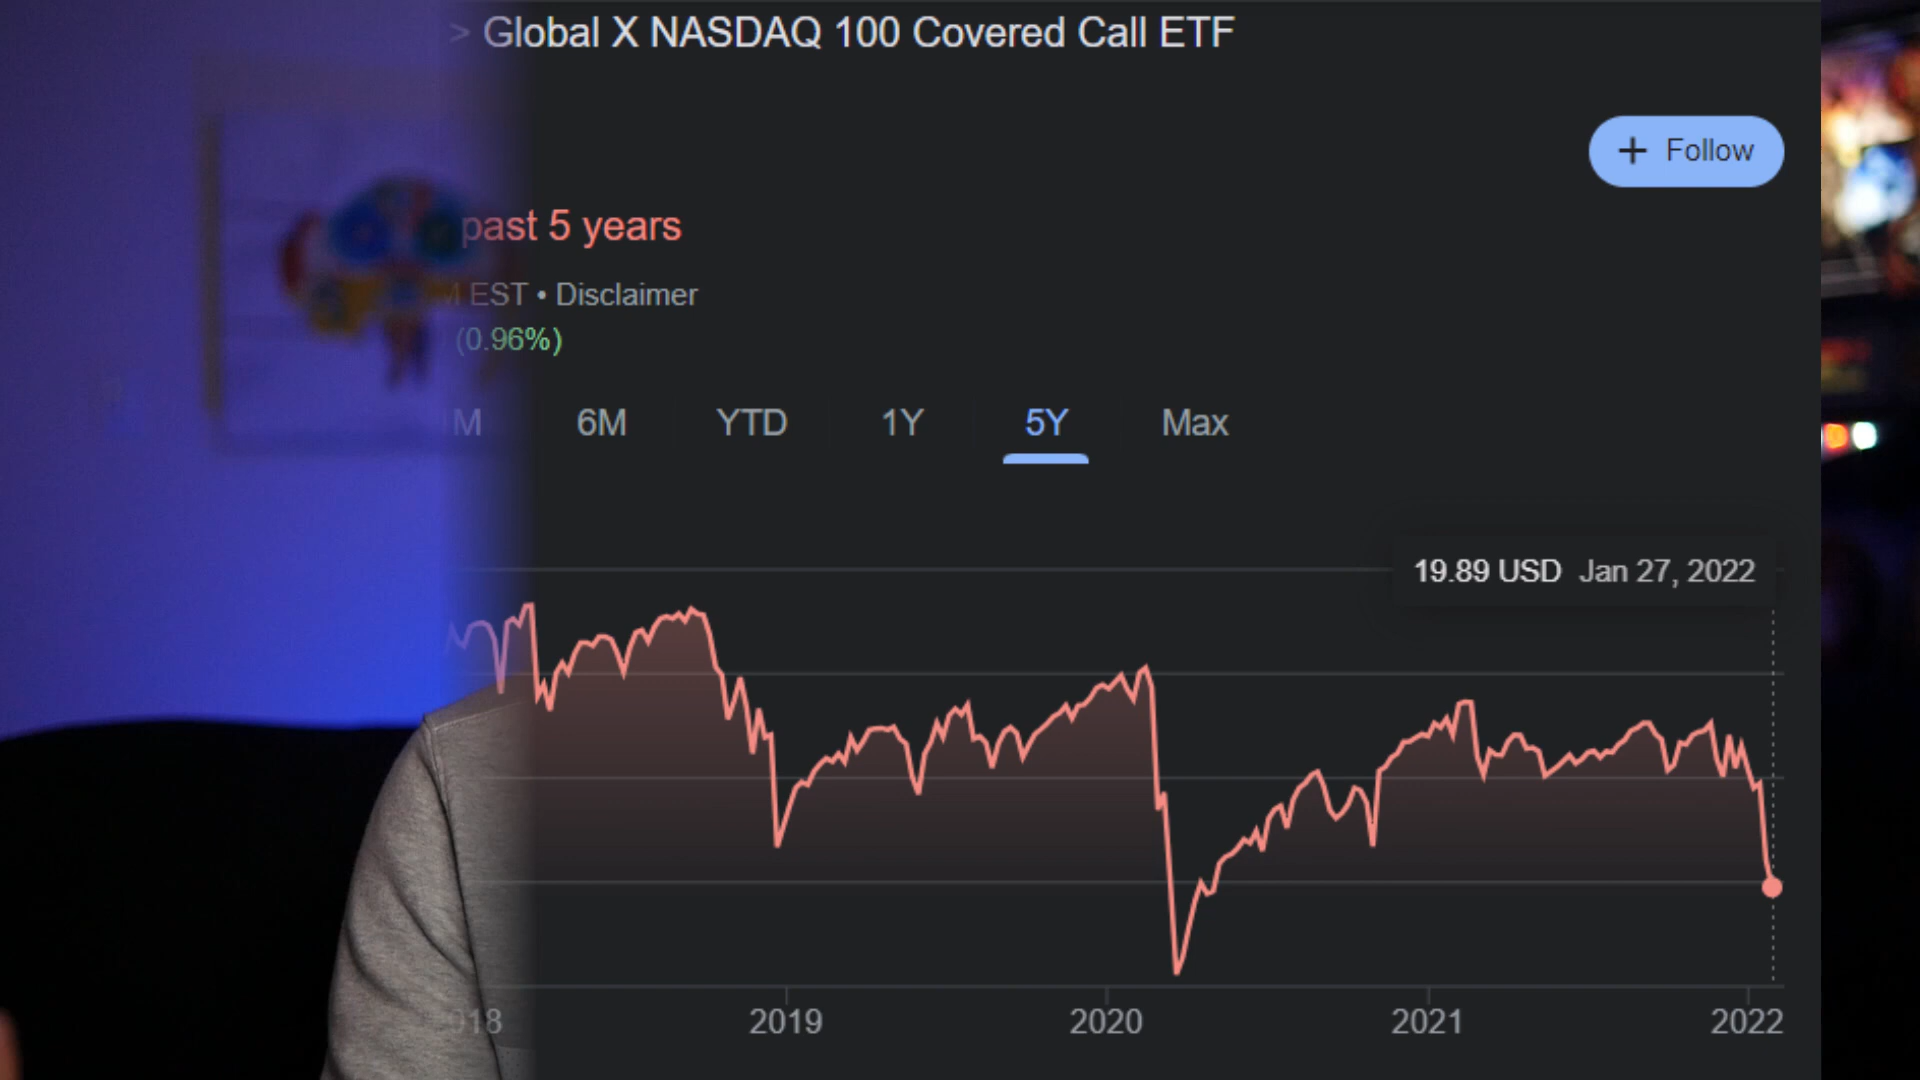 > Global X NASDAQ 100 Covered Call ETF
+ Follow
past 5 years
EST • Disclaimer
(0.96%)
M 6M YTD 1Y 5Y Max
19.89 USD Jan 27, 2022
2019 2020 2021 2022